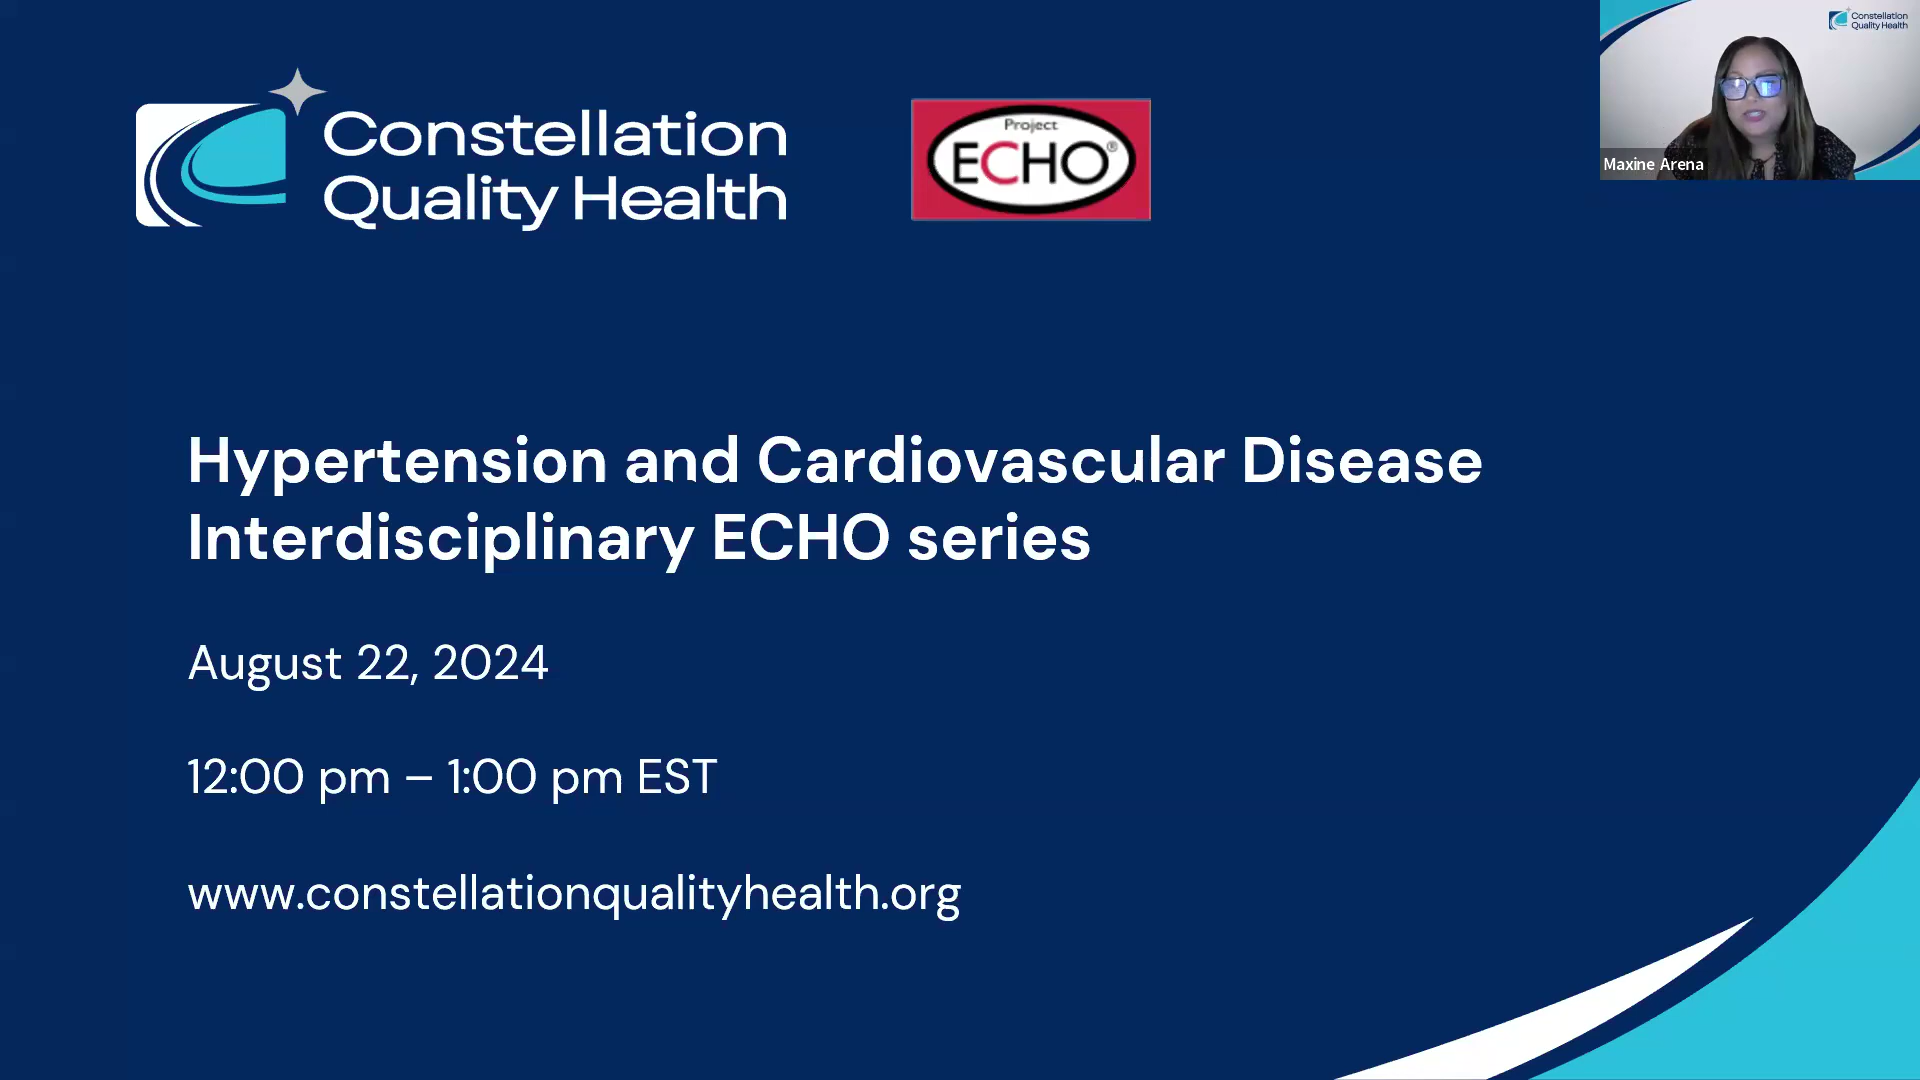 Constellation
Quality Health
Project
ECHO®
Constellation
Quality Health
Maxine Arena
Hypertension and Cardiovascular Disease
Interdisciplinary ECHO series
August 22, 2024
12:00 pm – 1:00 pm EST
www.constellationqualityhealth.org